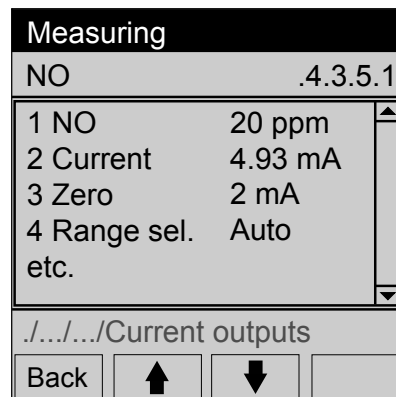 Measuring
NO .4.3.5.1
1 NO 20 ppm
2 Current 4.93 mA
3 Zero 2 mA
4 Range sel. Auto
etc.
./.../.../Current outputs
Back